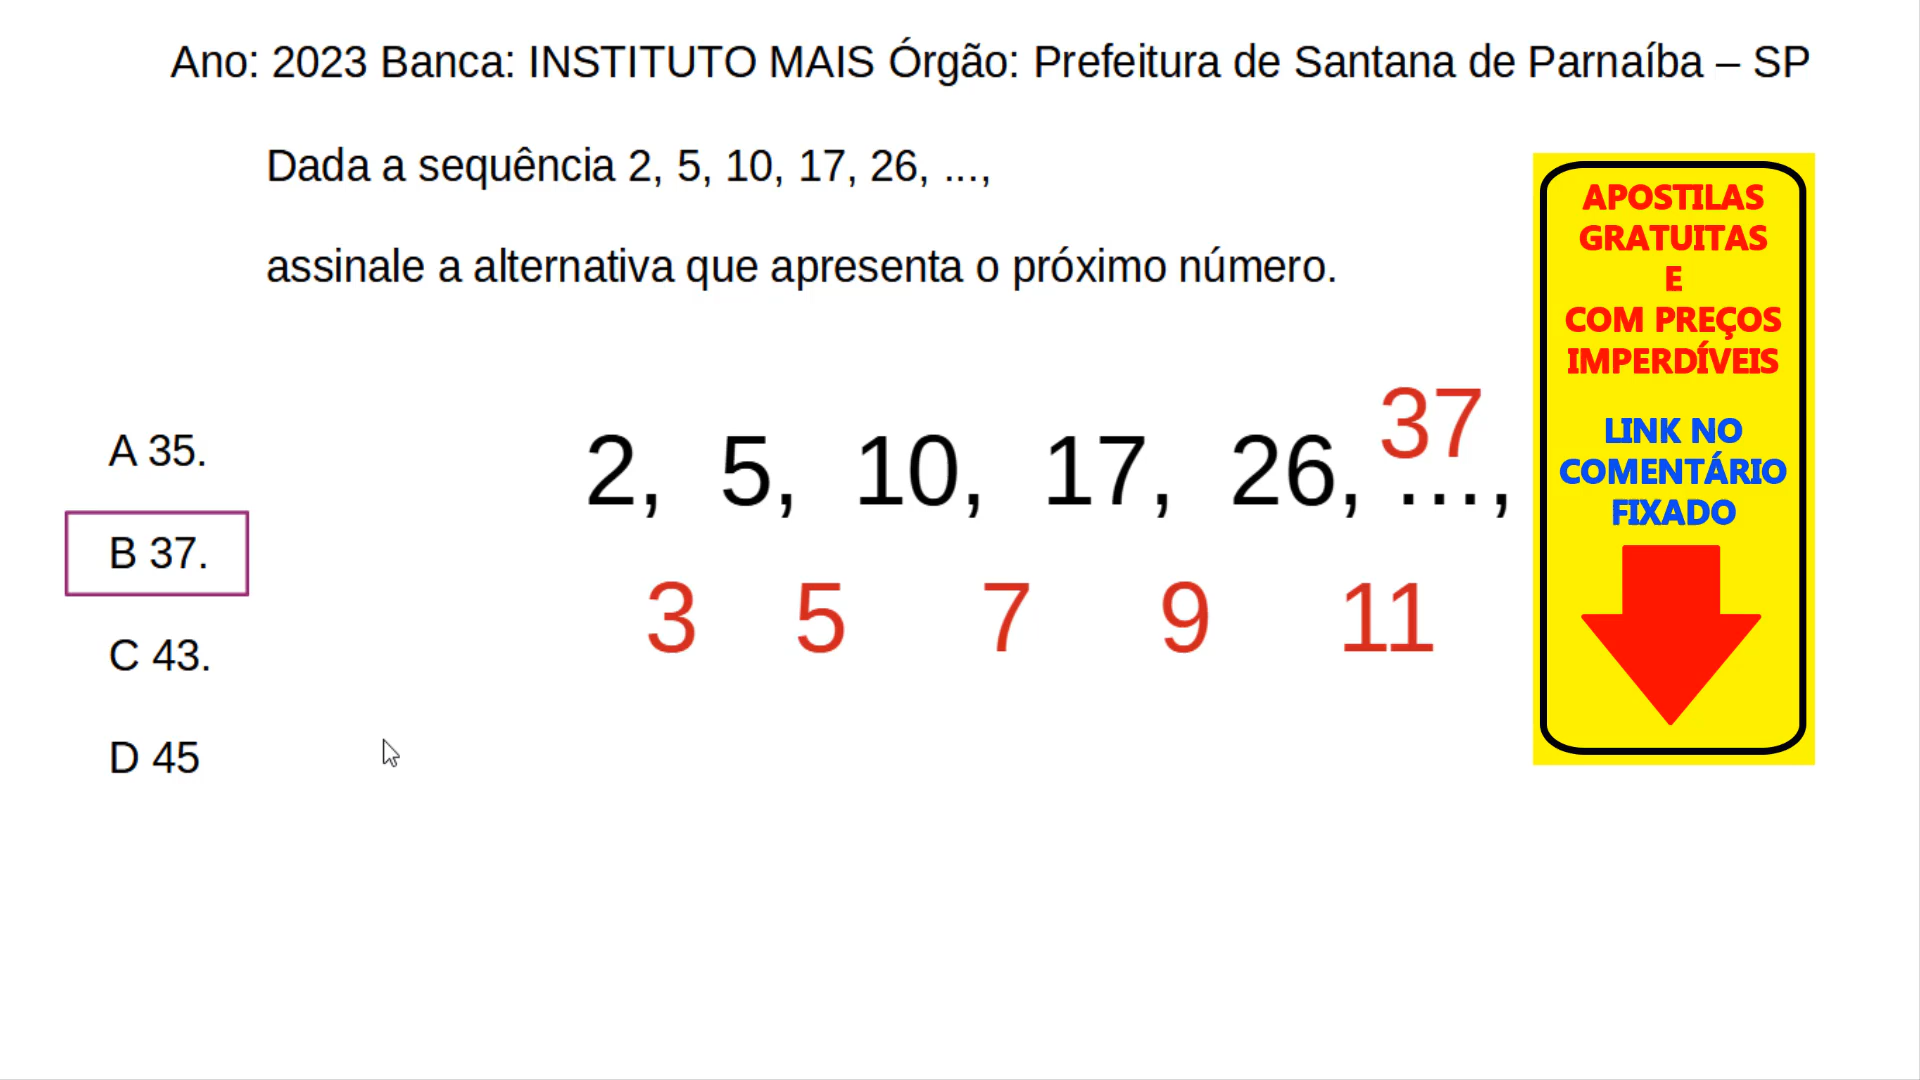 Ano: 2023 Banca: INSTITUTO MAIS Órgão: Prefeitura de Santana de Parnaíba – SP
Dada a sequência 2, 5, 10, 17, 26, ...,
assinale a alternativa que apresenta o próximo número.
A 35.
B 37.
C 43.
D 45
37
2, 5, 10, 17, 26, ...,
3 5 7 9 11
APOSTILAS
GRATUITAS
E
COM PREÇOS
IMPERDÍVEIS
LINK NO
COMENTÁRIO
FIXADO